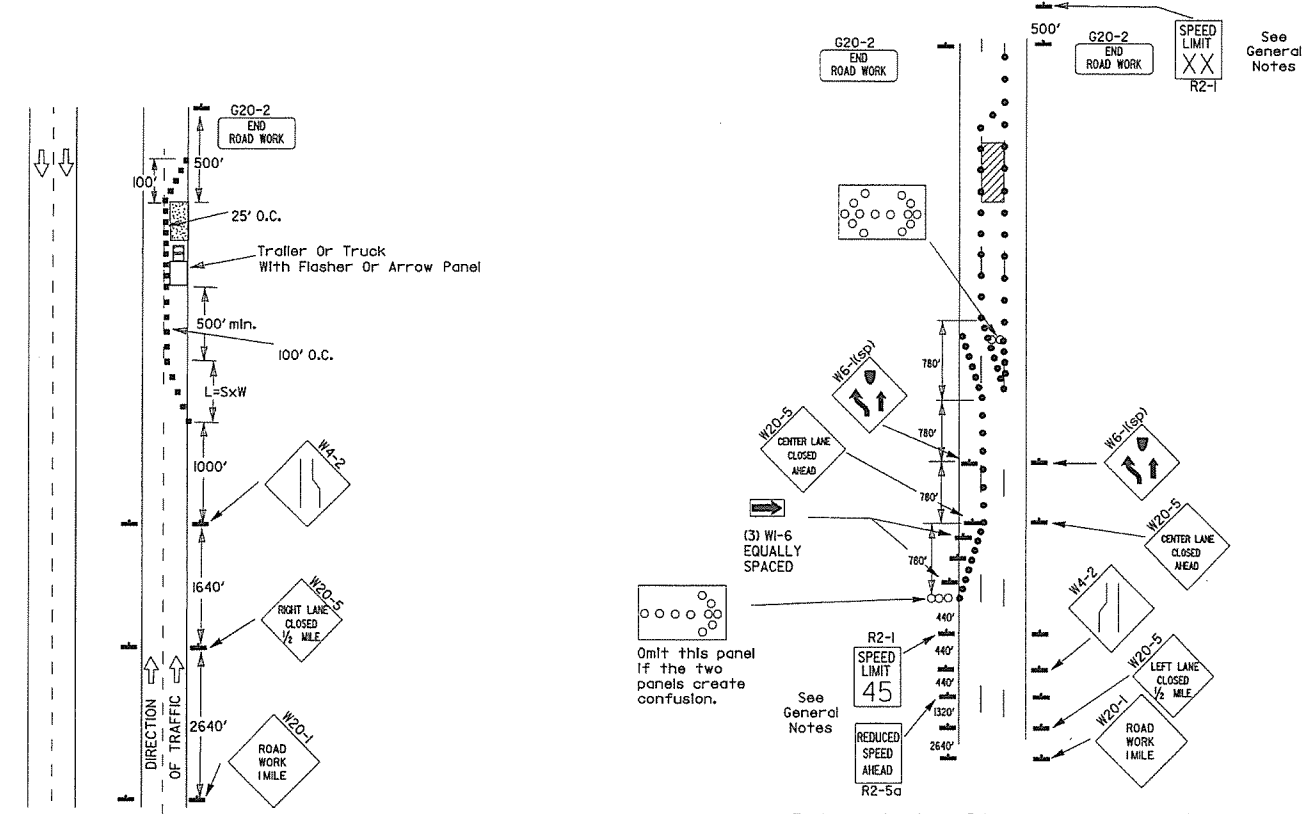 G20-2
END
ROAD WORK
500'
100'
25' O.C.
Trailer Or Truck
With Flasher Or Arrow Panel
500' min.
100' O.C.
L=SxW
1000'
W4-2
1640'
W20-5
RIGHT LANE
CLOSED
1/2 MILE
DIRECTION
OF TRAFFIC
2640'
W20-1
ROAD
WORK
1 MILE
G20-2
END
ROAD WORK
500'
G20-2
END
ROAD WORK
SPEED
LIMIT
XX
R2-1
See
General
Notes
780'
W6-1(sp)
780'
W20-5
CENTER LANE
CLOSED
AHEAD
780'
(3) W1-6
EQUALLY
SPACED
780'
W6-1(sp)
W20-5
CENTER LANE
CLOSED
AHEAD
Omit this panel
if the two
panels create
confusion.
440'
R2-1
SPEED
LIMIT
45
440'
440'
See
General
Notes
1320'
REDUCED
SPEED
AHEAD
R2-5a
2640'
W4-2
W20-5
LEFT LANE
CLOSED
1/2 MILE
W20-1
ROAD
WORK
1 MILE